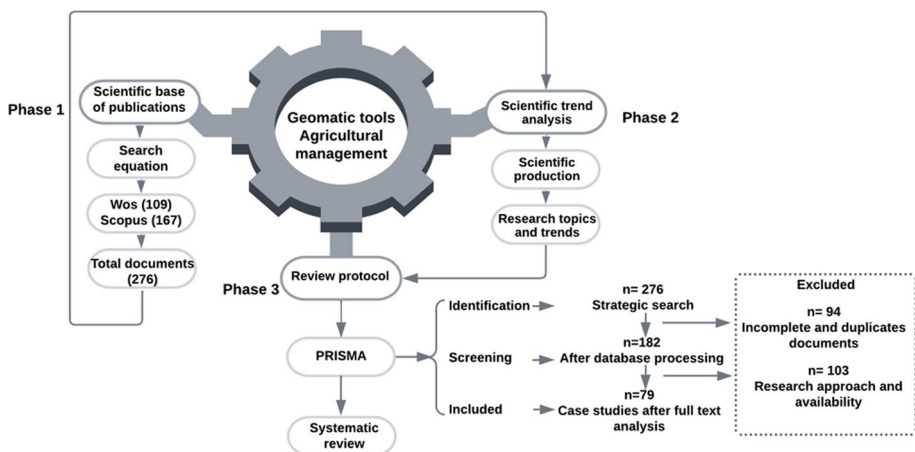 Phase 1
Scientific base
of publications
Search
equation
Wos (109)
Scopus (167)
Total documents
(276)
Geomatic tools
Agricultural
management
Scientific trend
analysis
Phase 2
Scientific
production
Research topics
and trends
Phase 3
Review protocol
PRISMA
Systematic
review
Identification
Screening
Included
n= 276
Strategic search
n=182
After database processing
n=79
Case studies after full text
analysis
Excluded
n= 94
Incomplete and duplicates
documents
n= 103
Research approach and
availability